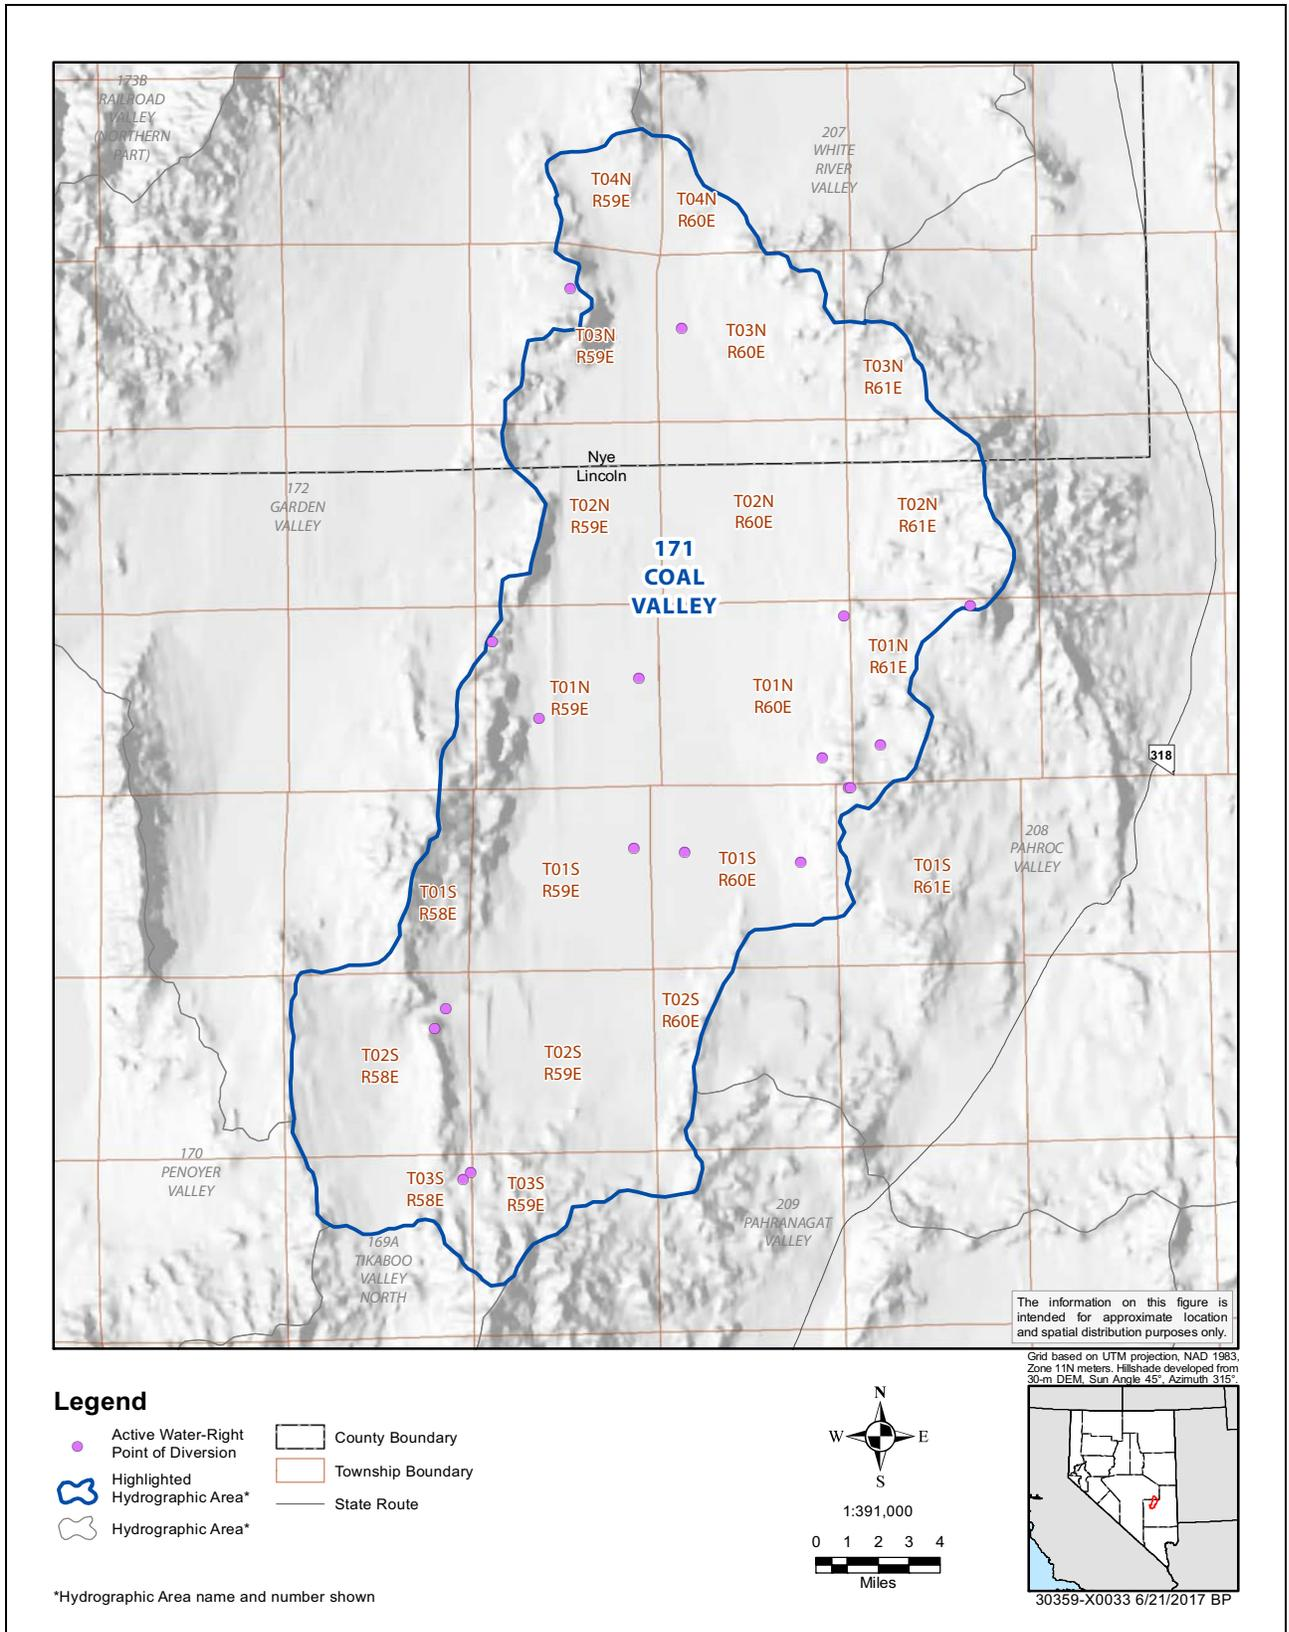 173B
RAILROAD
VALLEY
(NORTHERN
PART)
207
WHITE
RIVER
VALLEY
T04N
R59E
T04N
R60E
T03N
R59E
T03N
R60E
T03N
R61E
Nye
Lincoln
172
GARDEN
VALLEY
T02N
R59E
T02N
R60E
T02N
R61E
171
COAL
VALLEY
T01N
R61E
T01N
R59E
T01N
R60E
318
208
PAHROC
VALLEY
T01S
R58E
T01S
R59E
T01S
R60E
T01S
R61E
T02S
R60E
T02S
R58E
T02S
R59E
170
PENOYER
VALLEY
T03S
R58E
T03S
R59E
209
PAHRANAGAT
VALLEY
169A
TIKABOO
VALLEY
NORTH
The information on this figure is
intended for approximate location
and spatial distribution purposes only.
Grid based on UTM projection, NAD 1983,
Zone 11N meters. Hillshade developed from
30-m DEM, Sun Angle 45°, Azimuth 315°.
Legend
Active Water-Right
Point of Diversion
Highlighted
Hydrographic Area*
Hydrographic Area*
County Boundary
Township Boundary
State Route
*Hydrographic Area name and number shown
N
W E
S
1:391,000
0 1 2 3 4
Miles
30359-X0033 6/21/2017 BP